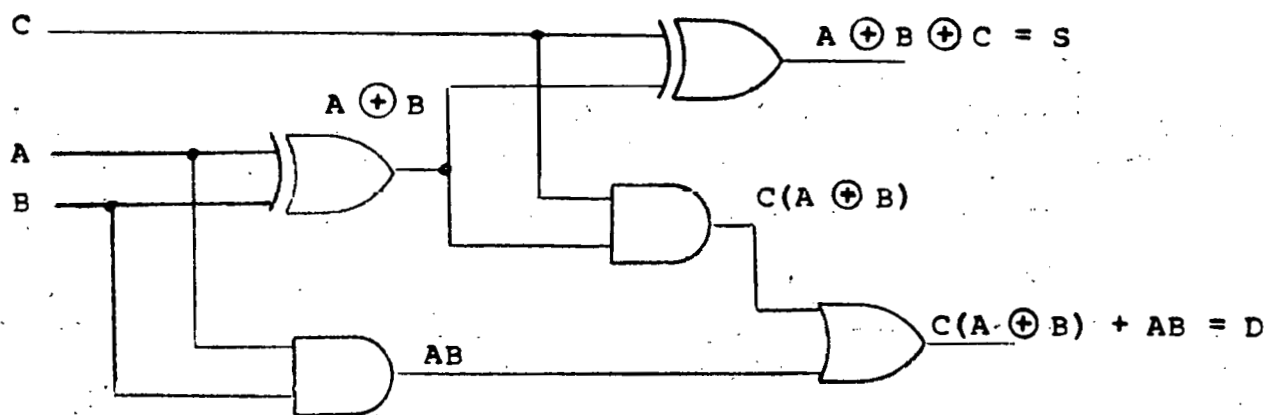 C
A ⊕ B ⊕ C = S
A ⊕ B
A
B
C(A ⊕ B)
C(A ⊕ B) + AB = D
AB